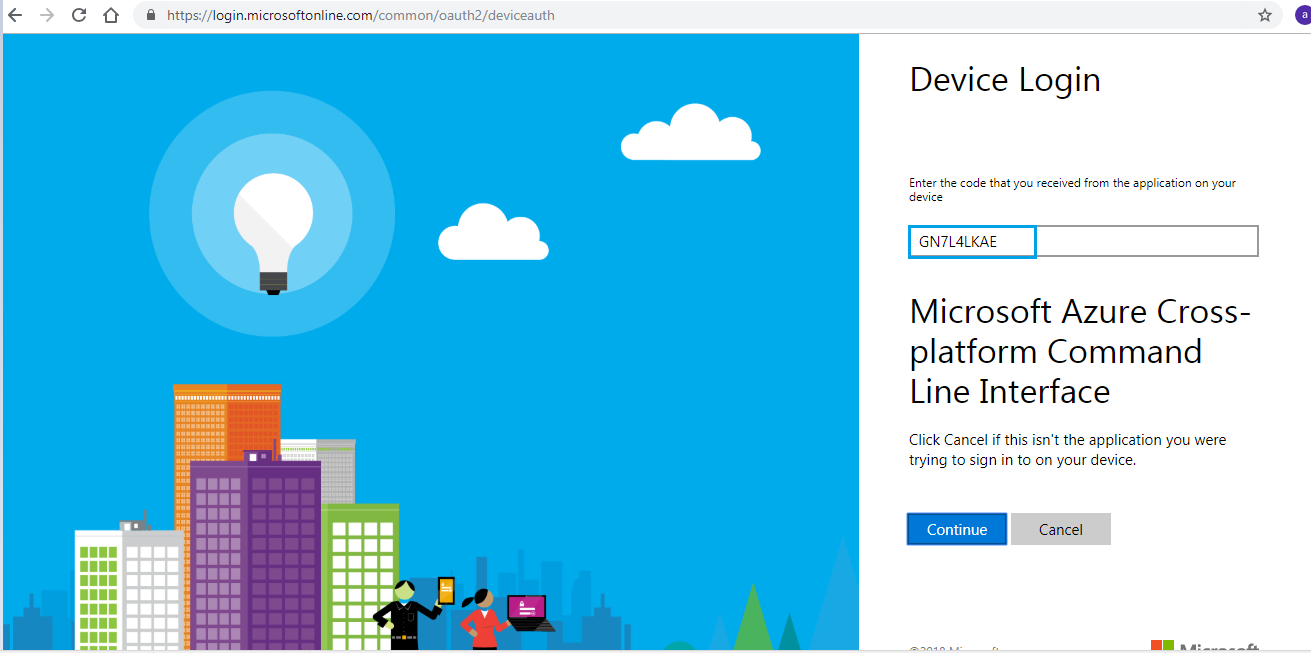 https://login.microsoftonline.com/common/oauth2/deviceauth
a
Device Login
Enter the code that you received from the application on your
device
GN7L4LKAE
Microsoft Azure Cross-
platform Command
Line Interface
Click Cancel if this isn't the application you were
trying to sign in to on your device.
Continue
Cancel
©2018 Microsoft
Microsoft